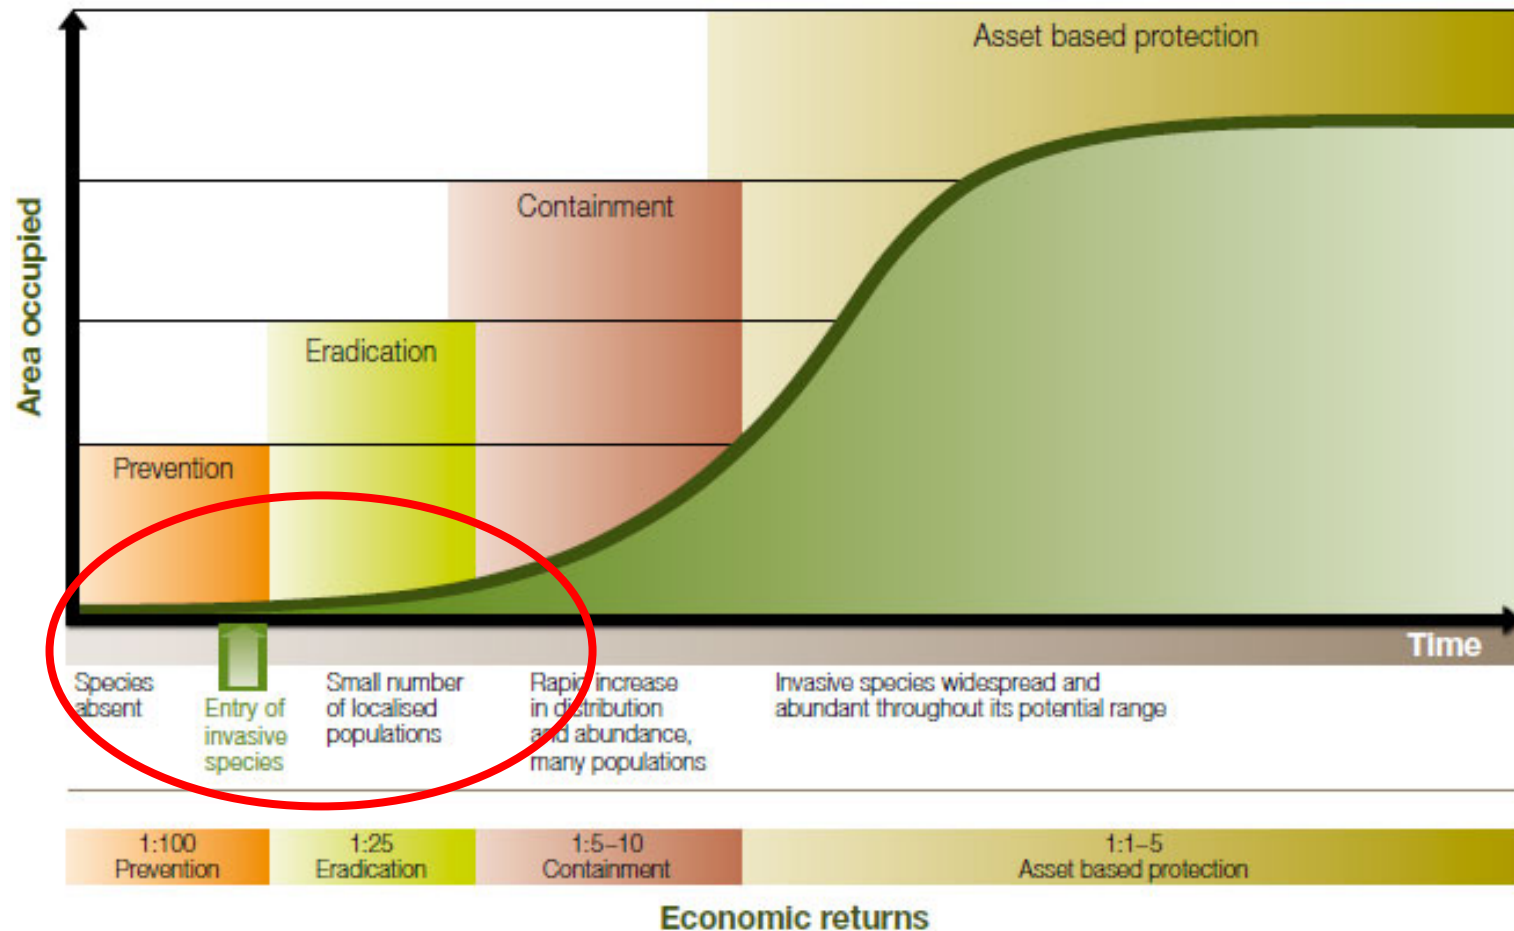 Asset based protection
Containment
Eradication
Prevention
Area occupied
Time
Species
absent
Entry of
invasive
species
Small number
of localised
populations
Rapid increase
in distribution
and abundance,
many populations
Invasive species widespread and
abundant throughout its potential range
1:100
Prevention
1:25
Eradication
1:5–10
Containment
1:1–5
Asset based protection
Economic returns